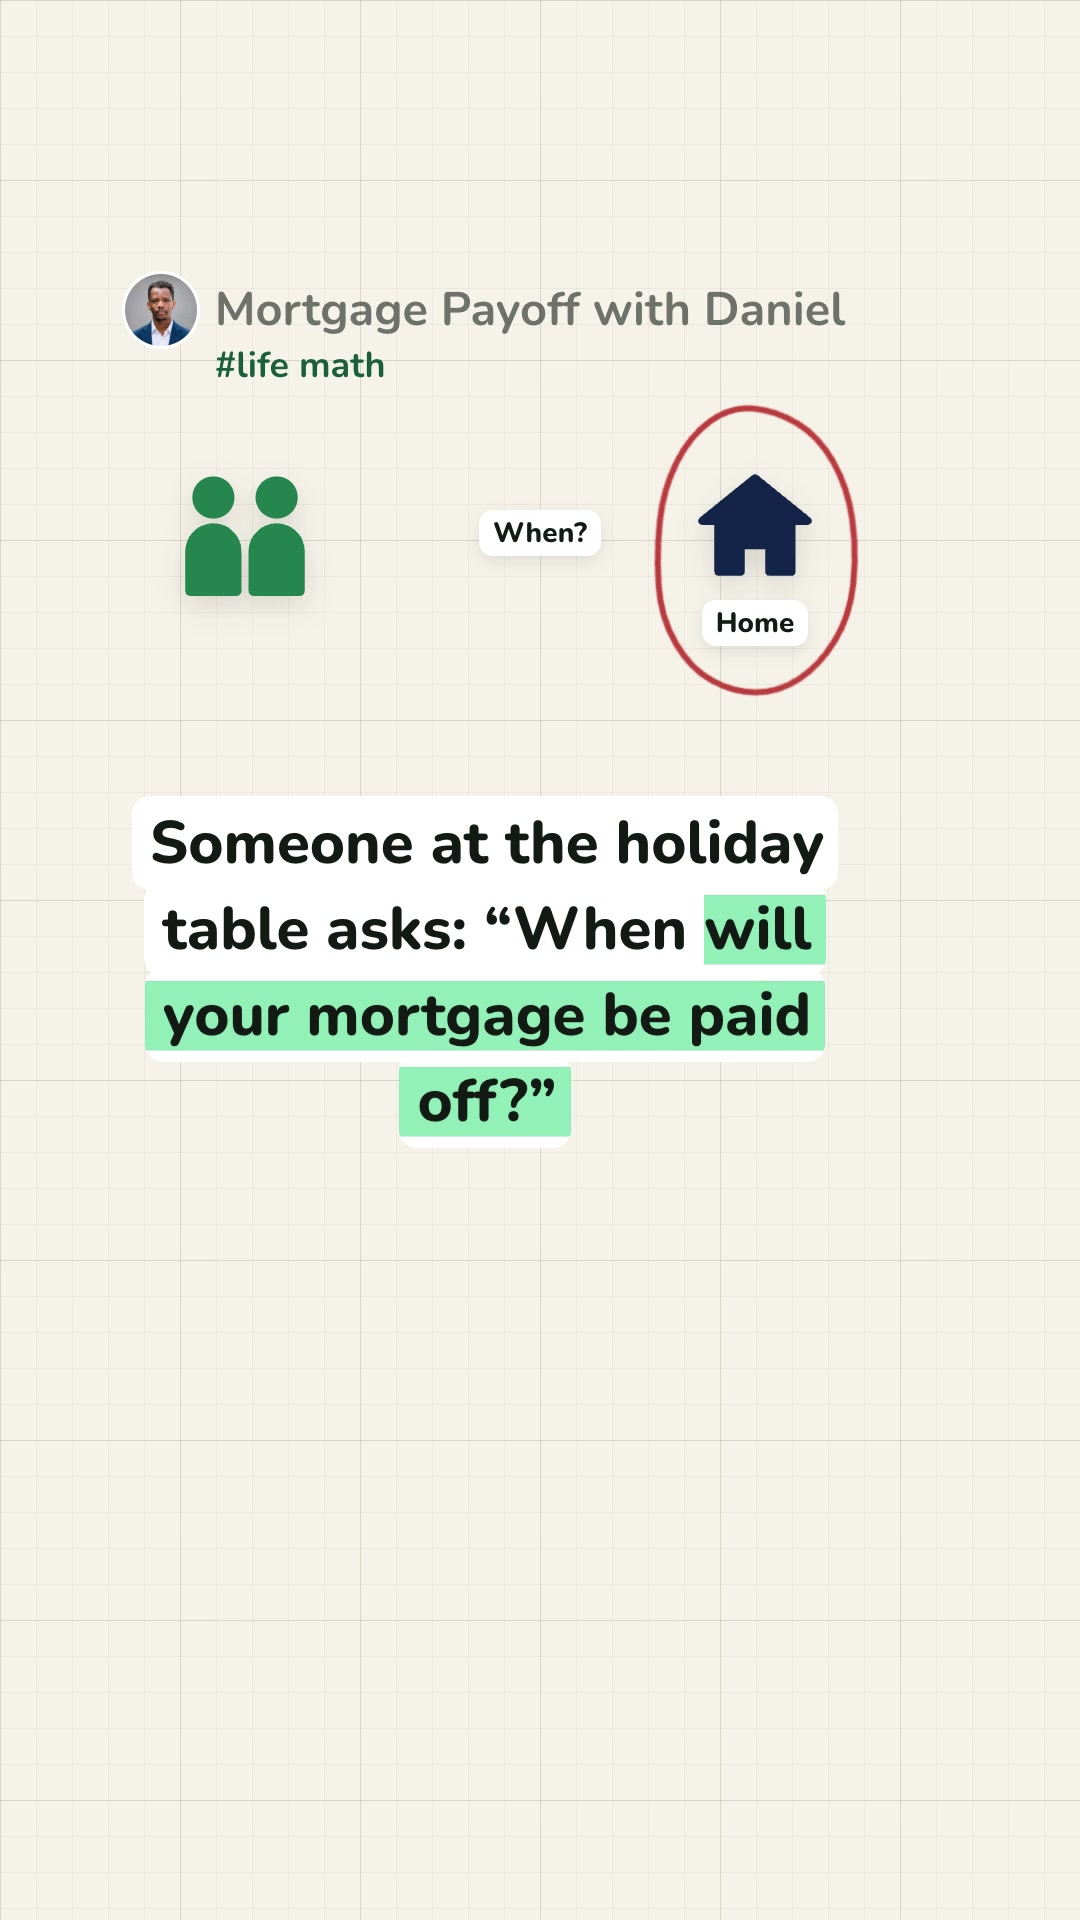 Mortgage Payoff with Daniel
#life math
When?
Home
Someone at the holiday
table asks: “When will
your mortgage be paid
off?”